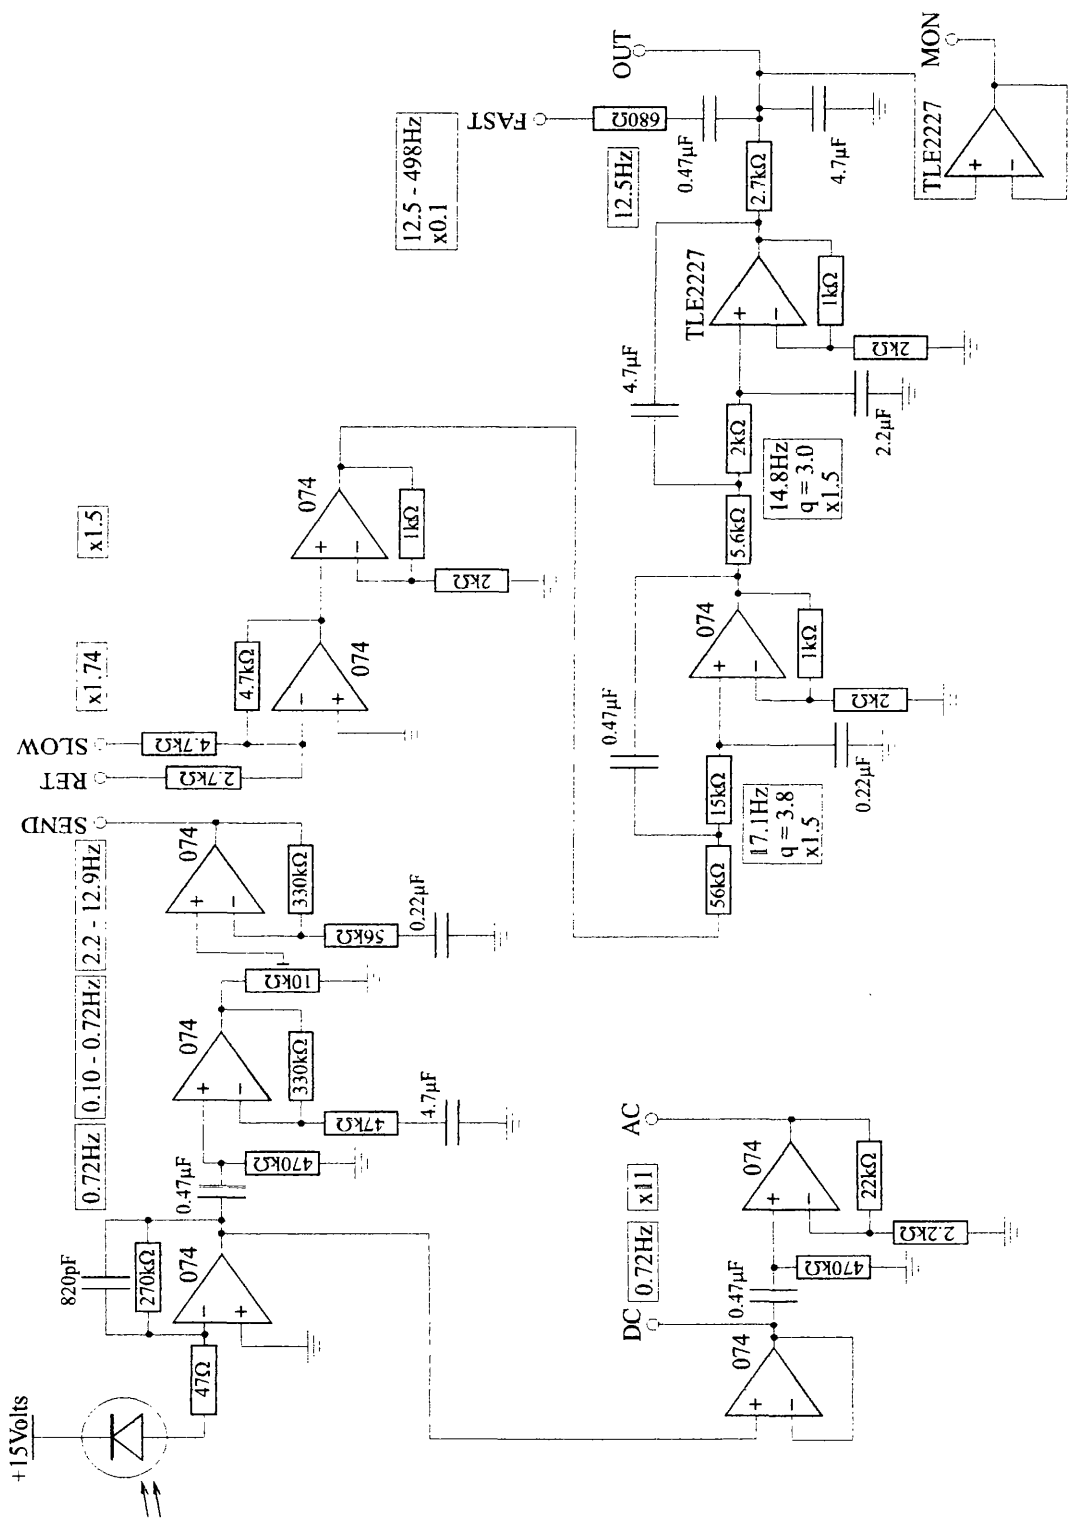 FAST
12.5 - 498Hz
x0.1
OUT
680Ω
0.47µF
12.5Hz
2.7kΩ
4.7µF
MON
TLE2227
+
−
4.7µF
TLE2227
+
−
1kΩ
2kΩ
2kΩ
2.2µF
14.8Hz
q = 3.0
x1.5
5.6kΩ
x1.5
074
+
−
1kΩ
2kΩ
x1.74
4.7kΩ
074
−
+
SLOW
4.7kΩ
RET
2.7kΩ
0.47µF
074
+
−
1kΩ
2kΩ
15kΩ
0.22µF
17.1Hz
q = 3.8
x1.5
56kΩ
SEND
2.2 - 12.9Hz
074
+
−
330kΩ
56kΩ
0.22µF
0.10 - 0.72Hz
10kΩ
074
+
−
330kΩ
47kΩ
4.7µF
0.72Hz
0.47µF
470kΩ
820pF
270kΩ
074
−
+
47Ω
+15Volts
AC
x11
074
+
−
22kΩ
2.2kΩ
0.72Hz
0.47µF
470kΩ
DC
074
+
−